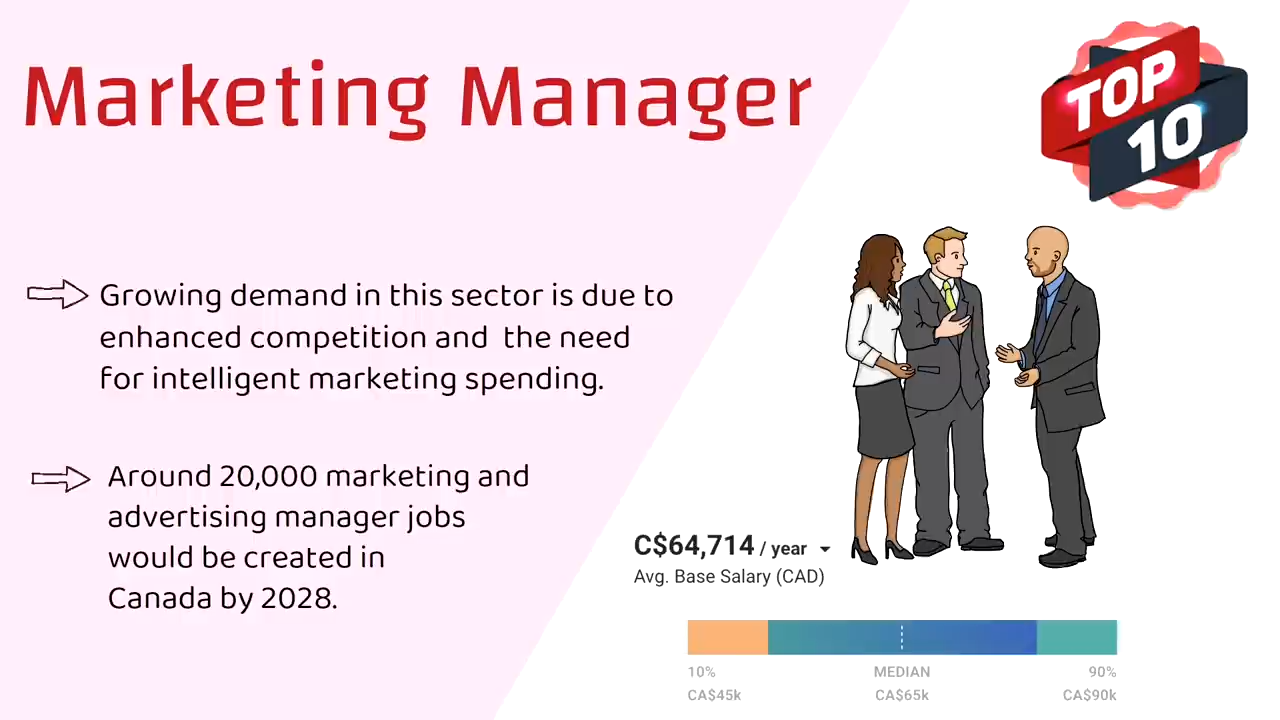 Marketing Manager
TOP
10
Growing demand in this sector is due to
enhanced competition and the need
for intelligent marketing spending.
Around 20,000 marketing and
advertising manager jobs
would be created in
Canada by 2028.
C$64,714 / year
Avg. Base Salary (CAD)
10% MEDIAN 90%
CA$45k CA$65k CA$90k